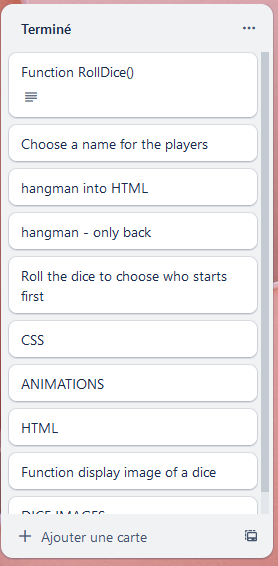 Terminé
Function RollDice()
Choose a name for the players
hangman into HTML
hangman - only back
Roll the dice to choose who starts
first
CSS
ANIMATIONS
HTML
Function display image of a dice
DICE IMAGES
Ajouter une carte